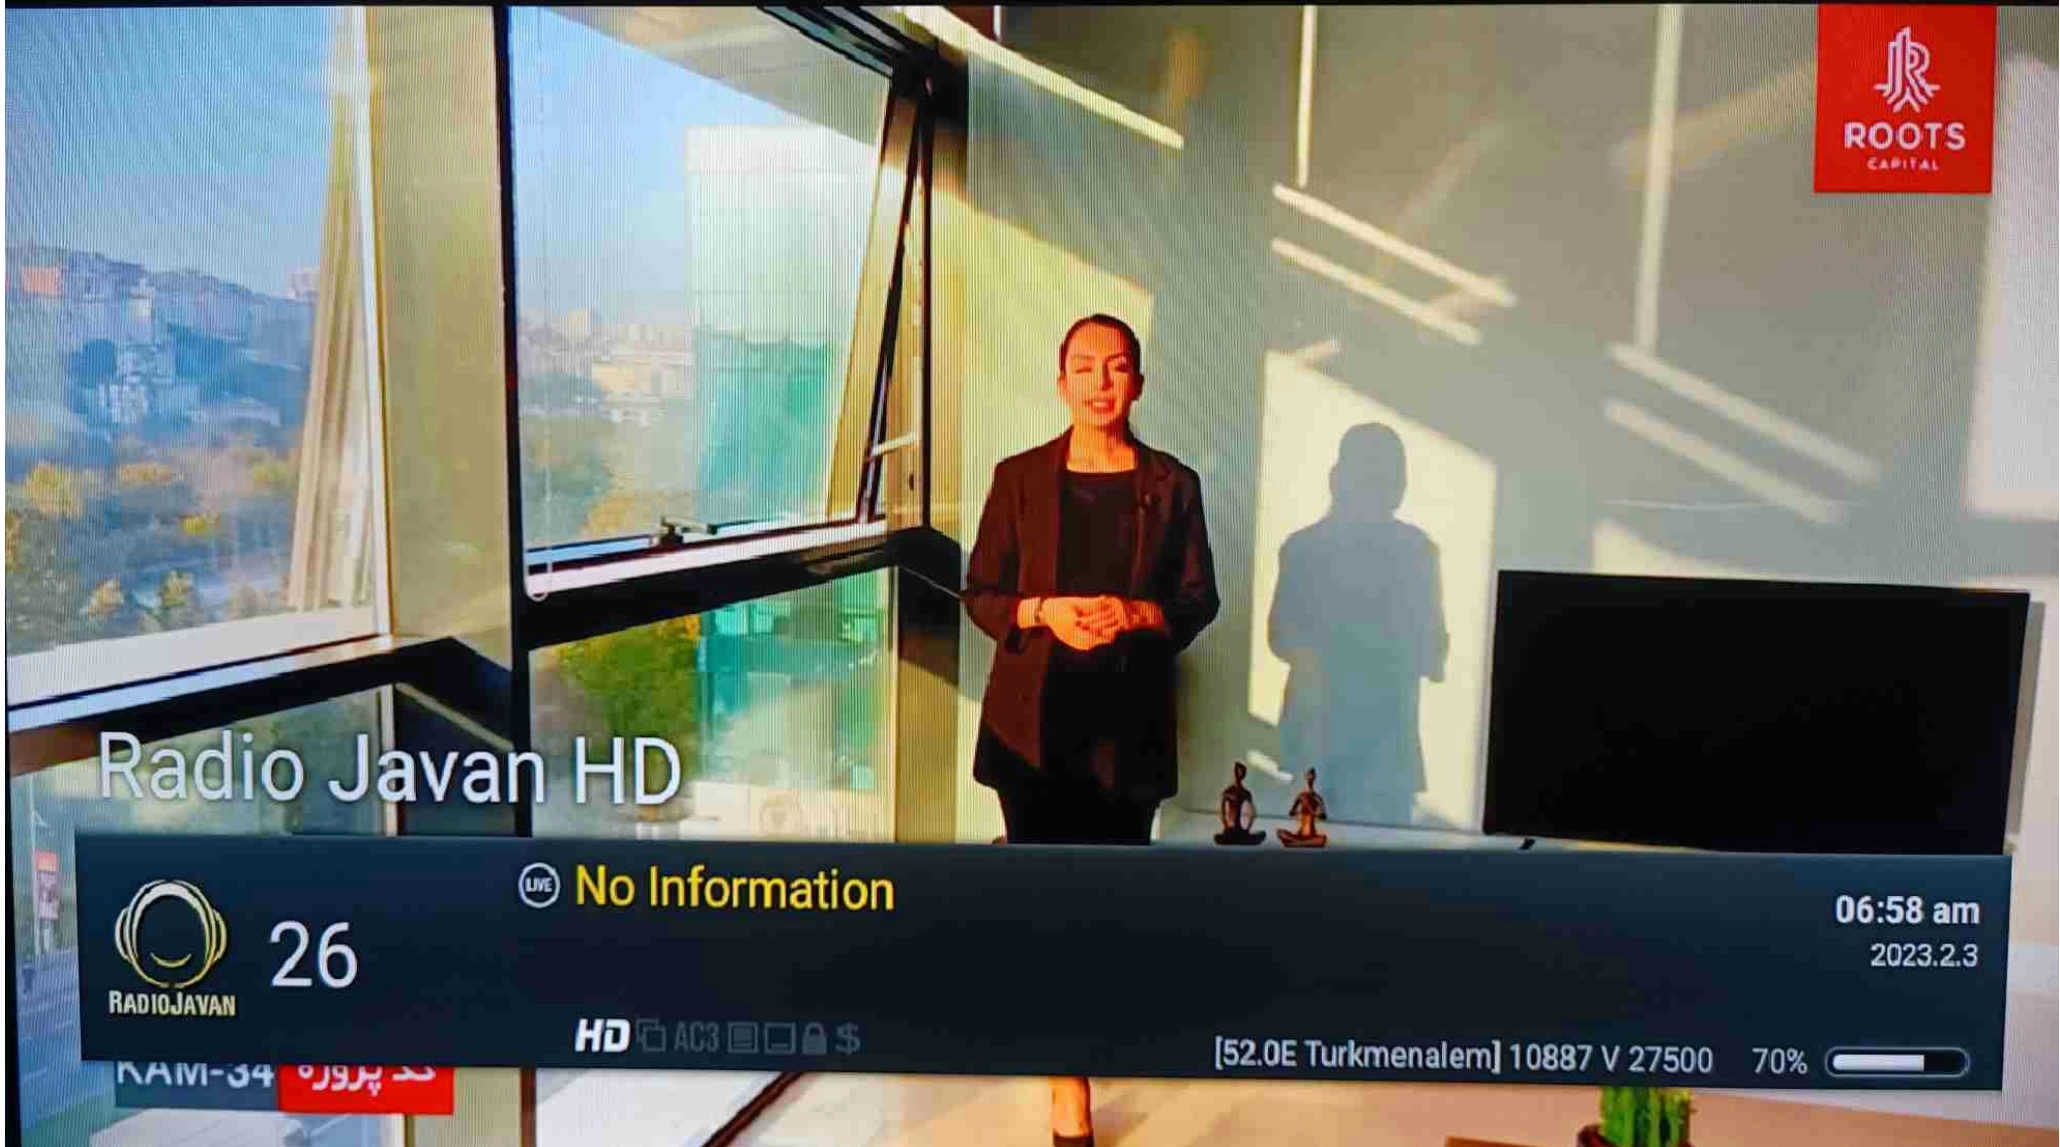 ROOTS
CAPITAL
Radio Javan HD
LIVE No Information
06:58 am
26
2023.2.3
RADIOJAVAN
HD AC3 $
[52.0E Turkmenalem] 10887 V 27500 70%
KAM-34 کد پروژه